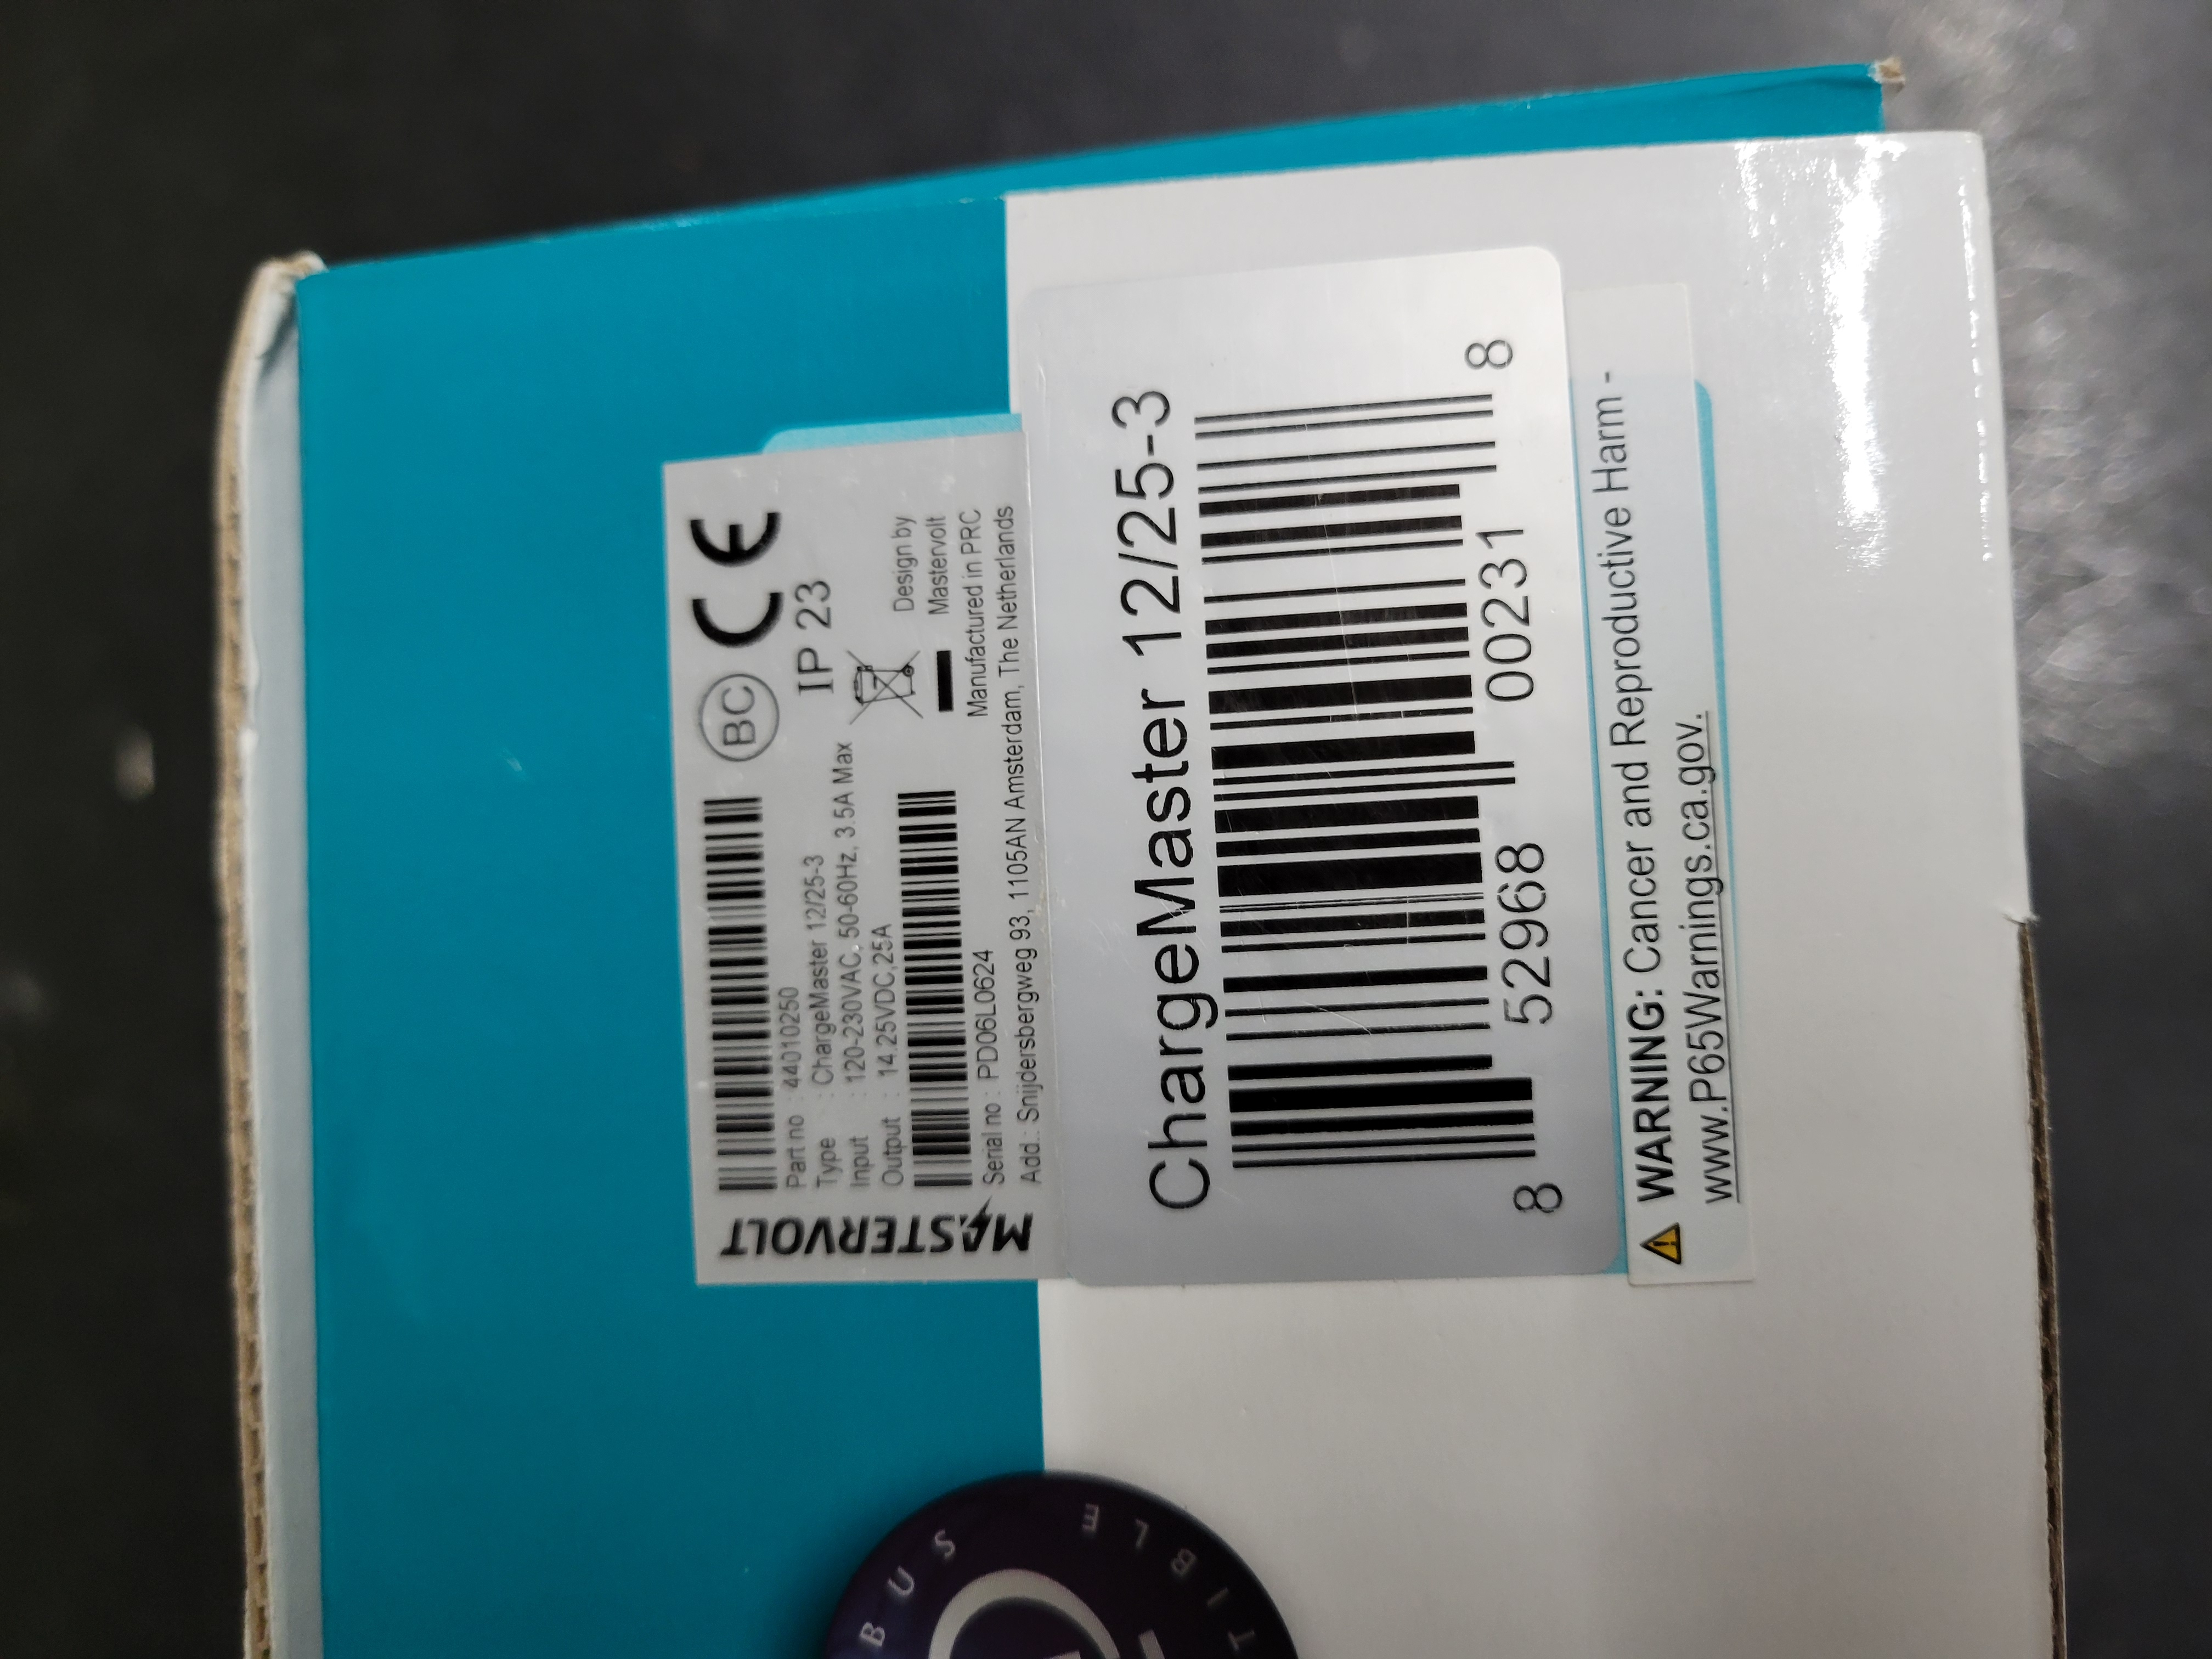 MASTERVOLT
Part no : 44010250
Type : ChargeMaster 12/25-3
Input : 120-230VAC. 50-60Hz, 3.5A Max
Output : 14.25VDC,25A
Serial no : PD06L0624
Add.: Snijdersbergweg 93, 1105AN Amsterdam, The Netherlands
BC CE
IP 23
Design by
Mastervolt
Manufactured in PRC
ChargeMaster 12/25-3
8 52968 00231 8
⚠ WARNING: Cancer and Reproductive Harm -
www.P65Warnings.ca.gov.
BUS
TIBLE